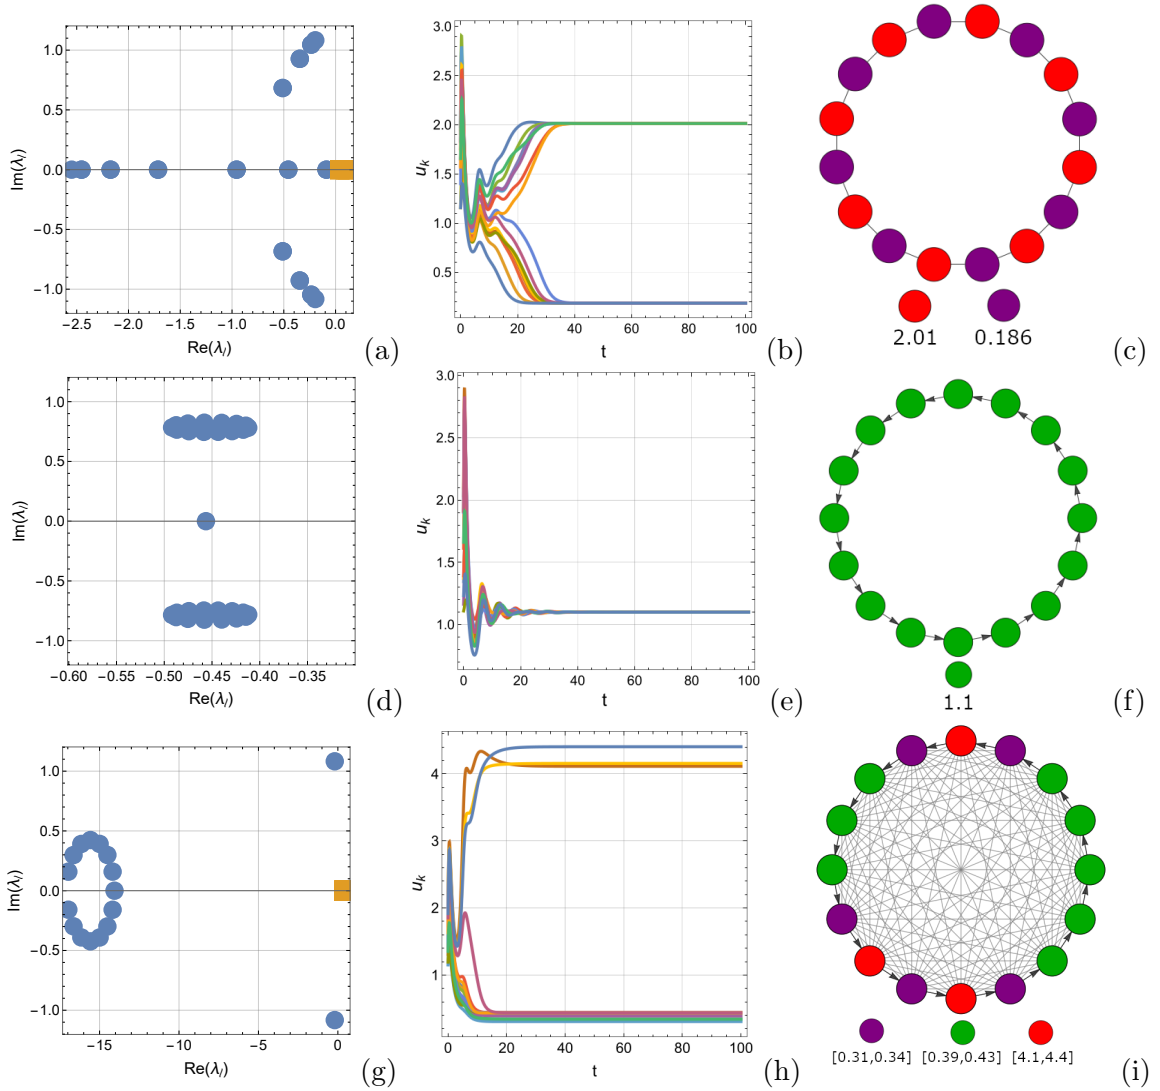 1.0
0.5
0.0
−0.5
−1.0
Im(λl)
−2.5 −2.0 −1.5 −1.0 −0.5 0.0
Re(λl)
(a)
3.0
2.5
2.0
1.5
1.0
0.5
uk
0 20 40 60 80 100
t
(b)
2.01 0.186
(c)
1.0
0.5
0.0
−0.5
−1.0
Im(λl)
−0.60 −0.55 −0.50 −0.45 −0.40 −0.35
Re(λl)
(d)
3.0
2.5
2.0
1.5
1.0
uk
0 20 40 60 80 100
t
(e)
1.1
(f)
1.0
0.5
0.0
−0.5
−1.0
Im(λl)
−15 −10 −5 0
Re(λl)
(g)
4
3
2
1
uk
0 20 40 60 80 100
t
(h)
[0.31,0.34] [0.39,0.43] [4.1,4.4]
(i)